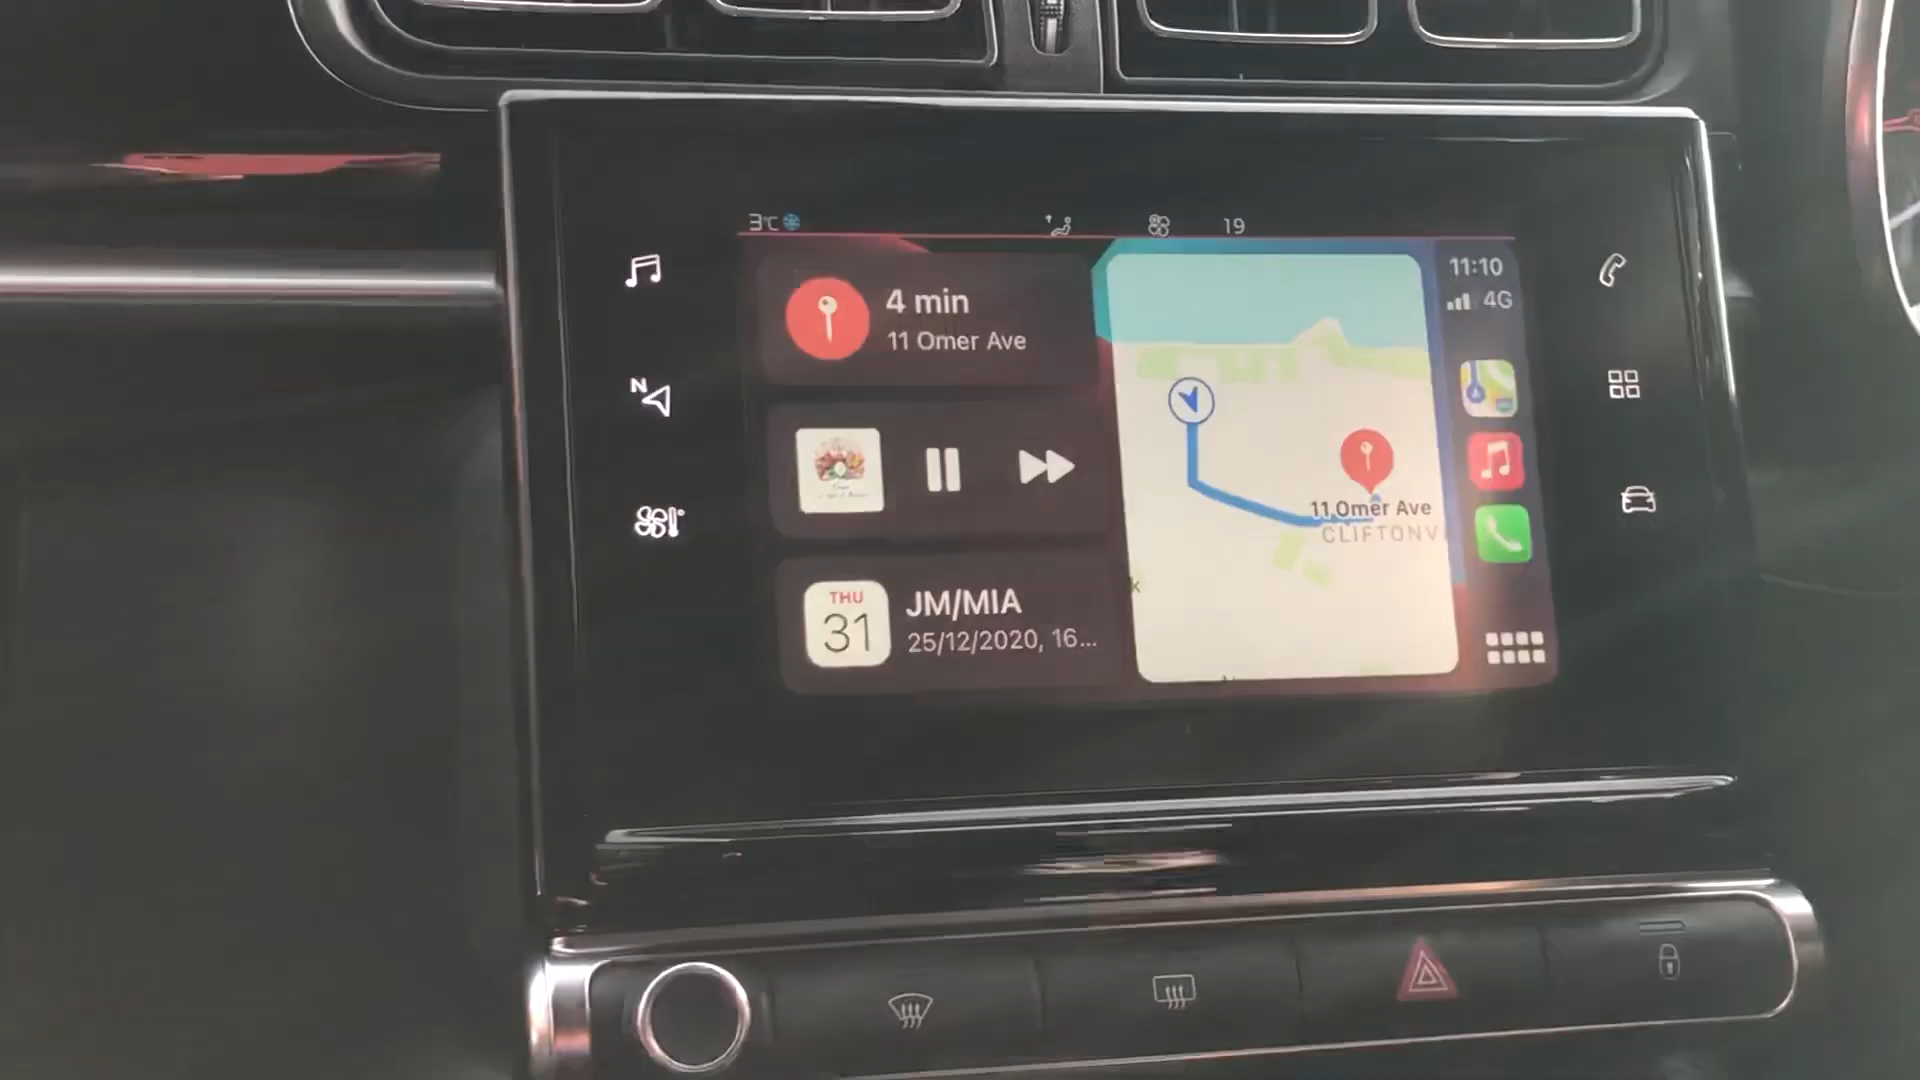 3°C
19
N
4 min
11 Omer Ave
THU
31
JM/MIA
25/12/2020, 16...
11 Omer Ave
CLIFTONV
k
11:10
4G